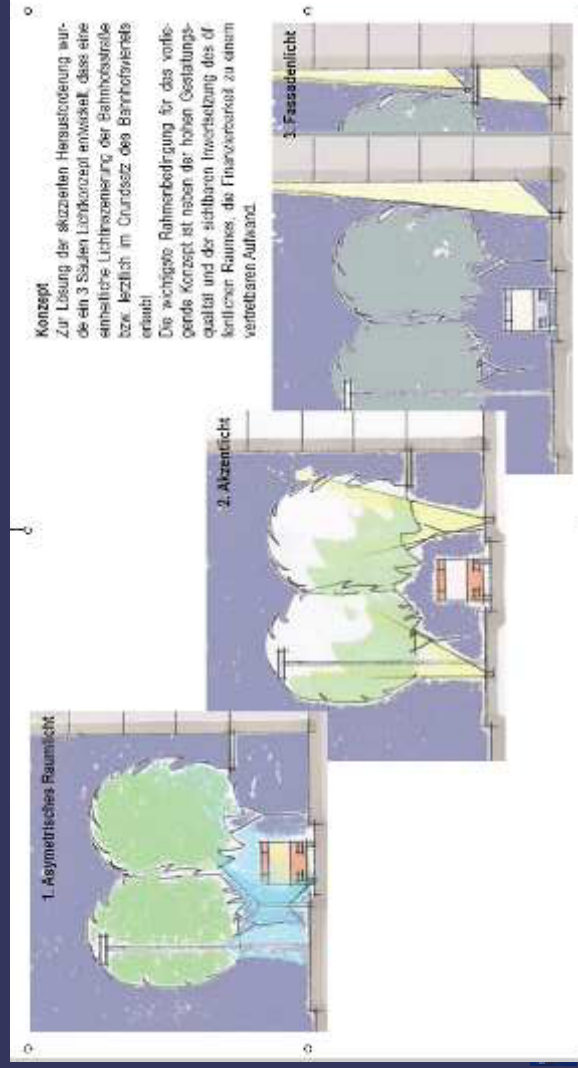 Konzept
Zur Lösung der skizzierten Herausforderung wur-
de ein 3 Säulen Lichtkonzept entwickelt, dass eine
einheitliche Lichtinszenierung der Bahnhofsstraße
bzw. letztlich im Grundsatz des Bahnhofsviertels
erlaubt.
Die wichtigste Rahmenbedingung für das vorlie-
gende Konzept ist neben der hohen Gestaltungs-
qualität und der sichtbaren Inwertsetzung des öf
fentlichen Raumes, die Finanzierbarkeit zu einem
vertretbaren Aufwand.
1. Asymetrisches Raumlicht
2. Akzentlicht
3. Fassadenlicht